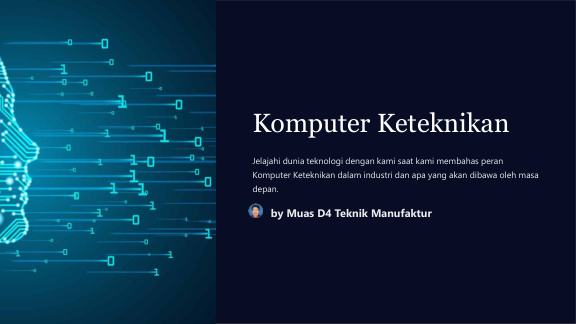 Komputer Keteknikan
Jelajahi dunia teknologi dengan kami saat kami membahas peran
Komputer Keteknikan dalam industri dan apa yang akan dibawa oleh masa
depan.
by Muas D4 Teknik Manufaktur